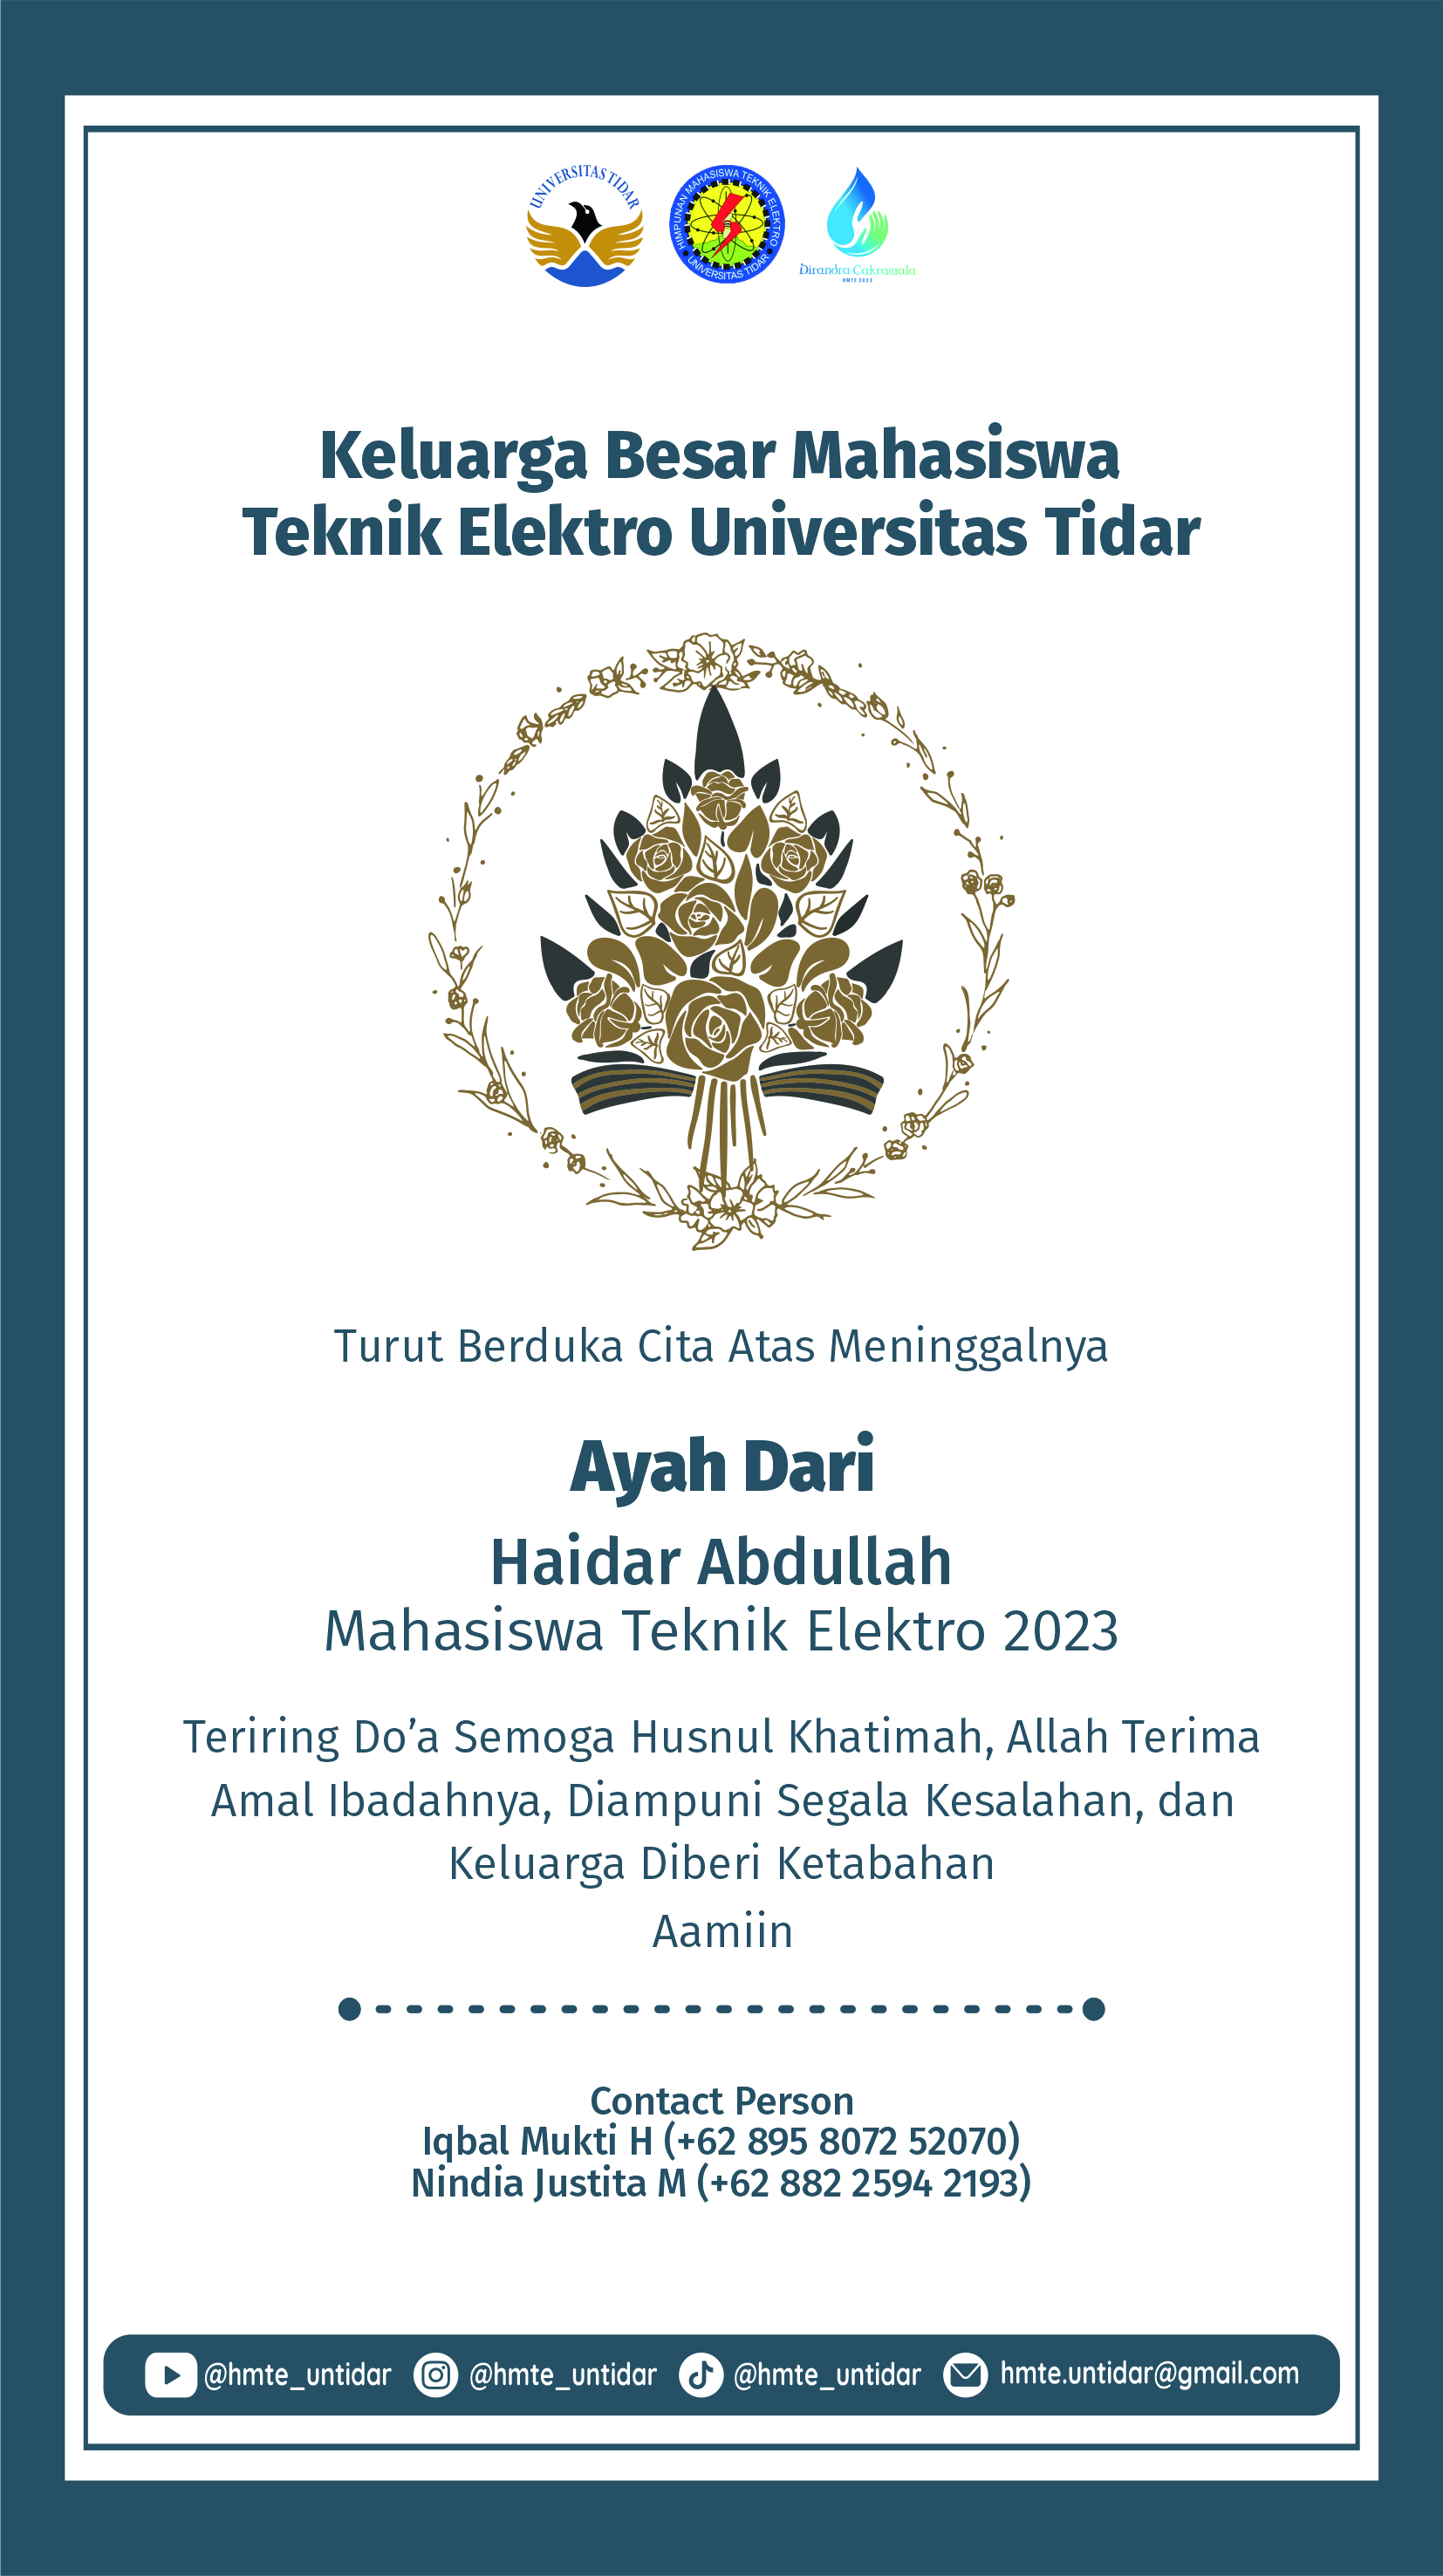 UNIVERSITAS TIDAR
HIMPUNAN MAHASISWA TEKNIK ELEKTRO
UNIVERSITAS TIDAR
Dirandra Cakrawala
HMTE 2023
Keluarga Besar Mahasiswa
Teknik Elektro Universitas Tidar
Turut Berduka Cita Atas Meninggalnya
Ayah Dari
Haidar Abdullah
Mahasiswa Teknik Elektro 2023
Teriring Do’a Semoga Husnul Khatimah, Allah Terima
Amal Ibadahnya, Diampuni Segala Kesalahan, dan
Keluarga Diberi Ketabahan
Aamiin
Contact Person
Iqbal Mukti H (+62 895 8072 52070)
Nindia Justita M (+62 882 2594 2193)
@hmte_untidar @hmte_untidar @hmte_untidar hmte.untidar@gmail.com